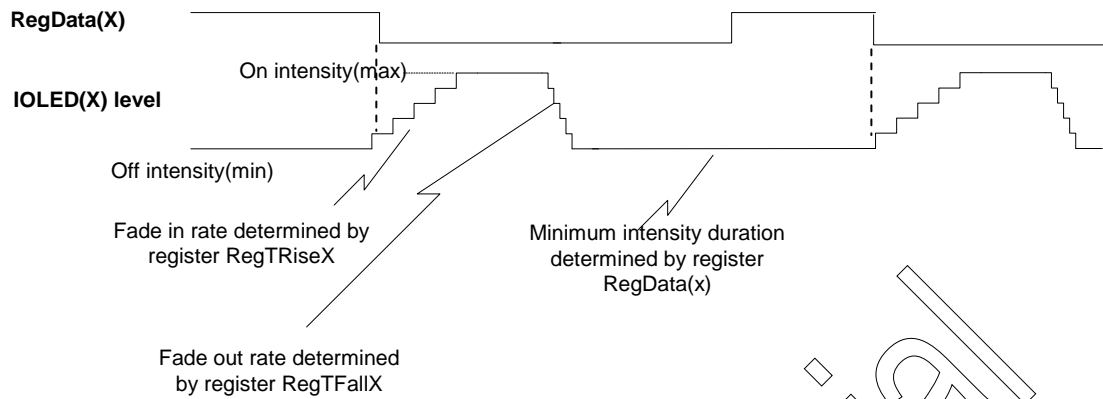 RegData(X)
On intensity(max)
IOLED(X) level
Off intensity(min)
Fade in rate determined by
register RegTRiseX
Minimum intensity duration
determined by register
RegData(x)
Fade out rate determined
by register RegTFallX